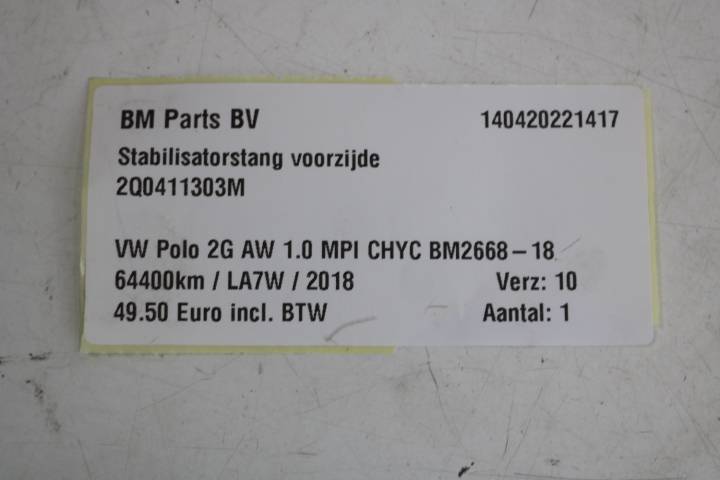 BM Parts BV 140420221417
Stabilisatorstang voorzijde
2Q0411303M
VW Polo 2G AW 1.0 MPI CHYC BM2668-18
64400km / LA7W / 2018 Verz: 10
49.50 Euro incl. BTW Aantal: 1